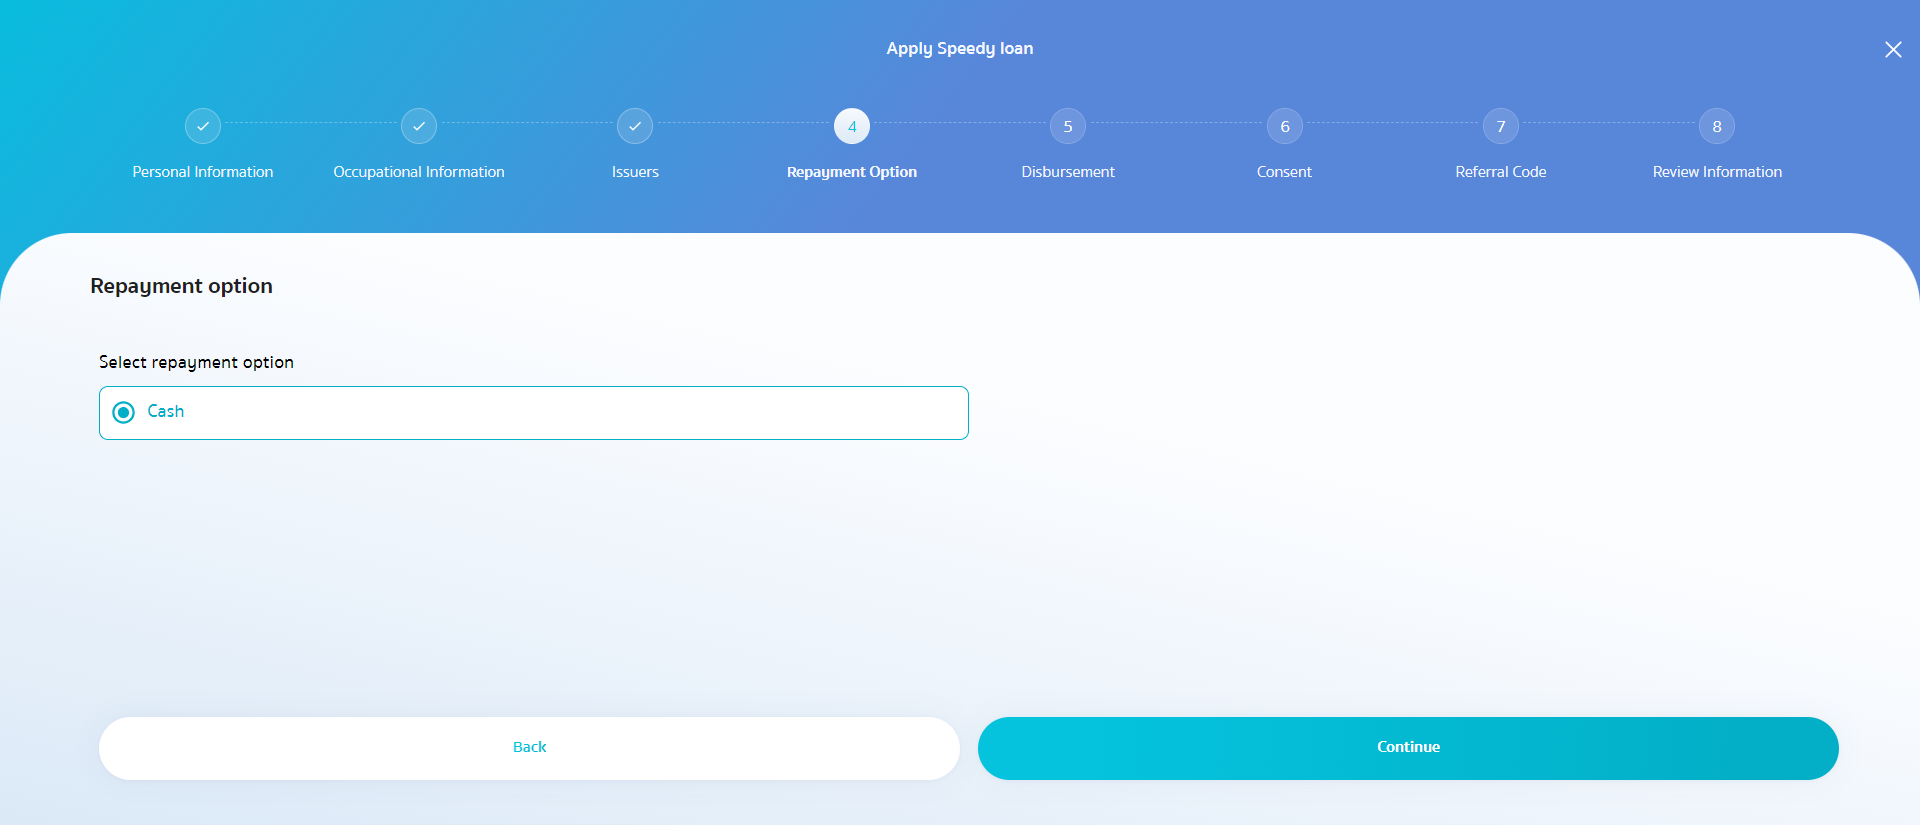 Apply Speedy loan
4
5
6
7
8
Personal Information
Occupational Information
Issuers
Repayment Option
Disbursement
Consent
Referral Code
Review Information
Repayment option
Select repayment option
Cash
Back
Continue